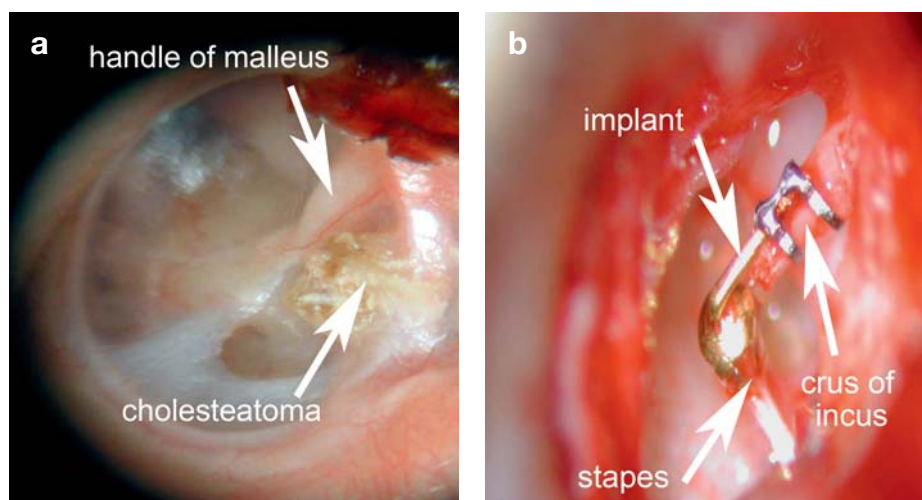 a
handle of
malleus
cholesteatoma
b
implant
crus of
incus
stapes